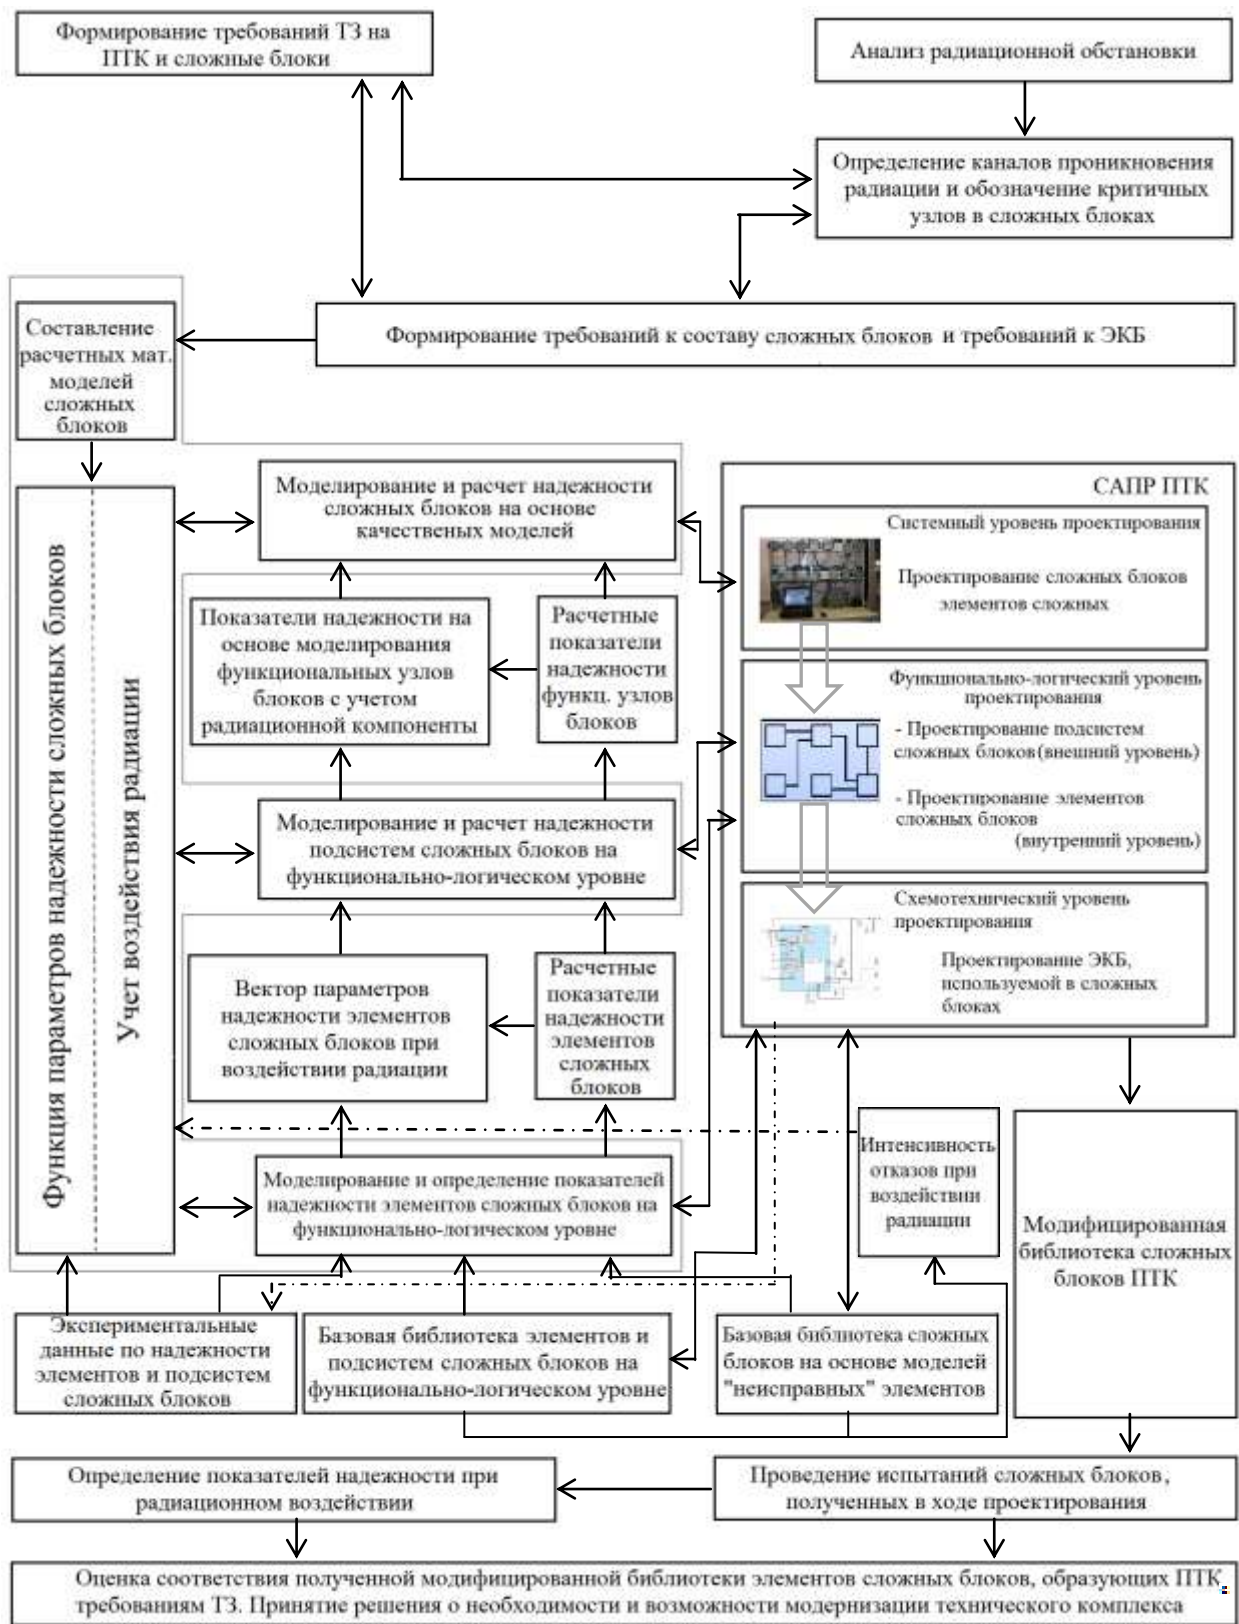 Формирование требований ТЗ на
ПТК и сложные блоки
Анализ радиационной обстановки
Определение каналов проникновения
радиации и обозначение критичных
узлов в сложных блоках
Формирование требований к составу сложных блоков и требований к ЭКБ
Составление
расчетных мат.
моделей
сложных
блоков
Функция параметров надежности сложных блоков
Учет воздействия радиации
Моделирование и расчет надежности
сложных блоков на основе
качественых моделей
Показатели надежности на
основе моделирования
функциональных узлов
блоков с учетом
радиационной компоненты
Расчетные
показатели
надежности
функц. узлов
блоков
Моделирование и расчет надежности
подсистем сложных блоков на
функционально-логическом уровне
Вектор параметров
надежности элементов
сложных блоков при
воздействии радиации
Расчетные
показатели
надежности
элементов
сложных
блоков
Моделирование и определение показателей
надежности элементов сложных блоков на
функционально-логическом уровне
САПР ПТК
Системный уровень проектирования
Проектирование сложных блоков
элементов сложных
Функционально-логический уровень
проектирования
- Проектирование подсистем
сложных блоков(внешний уровень)
- Проектирование элементов
сложных блоков
(внутренний уровень)
Схемотехнический уровень
проектирования
Проектирование ЭКБ,
используемой в сложных
блоках
Интенсивность
отказов при
воздействии
радиации
Модифицированная
библиотека сложных
блоков ПТК
Экспериментальные
данные по надежности
элементов и подсистем
сложных блоков
Базовая библиотека элементов и
подсистем сложных блоков на
функционально-логическом уровне
Базовая библиотека сложных
блоков на основе моделей
"неисправных" элементов
Определение показателей надежности при
радиационном воздействии
Проведение испытаний сложных блоков,
полученных в ходе проектирования
Оценка соответствия полученной модифицированной библиотеки элементов сложных блоков, образующих ПТК
требованиям ТЗ. Принятие решения о необходимости и возможности модернизации технического комплекса